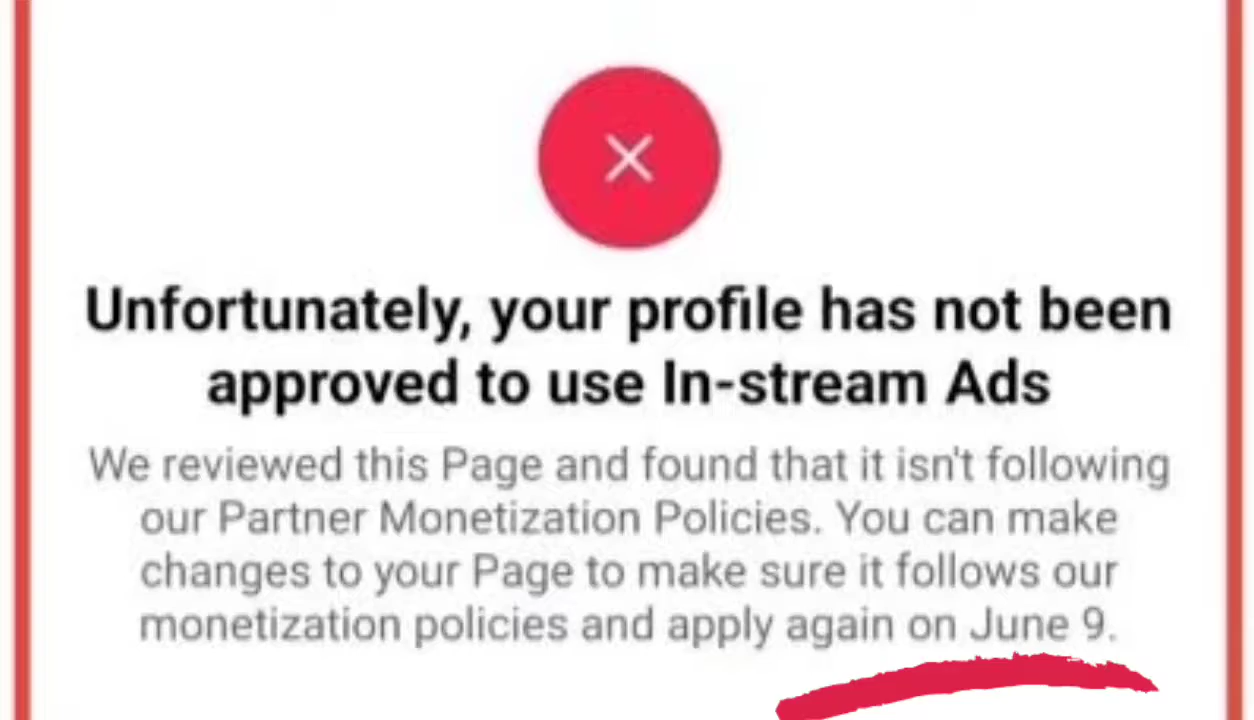 Unfortunately, your profile has not been
approved to use In-stream Ads
We reviewed this Page and found that it isn't following
our Partner Monetization Policies. You can make
changes to your Page to make sure it follows our
monetization policies and apply again on June 9.